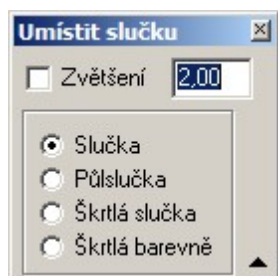 Umístit slučku
Zvětšení 2,00
Slučka
Půlslučka
Škrtlá slučka
Škrtlá barevně